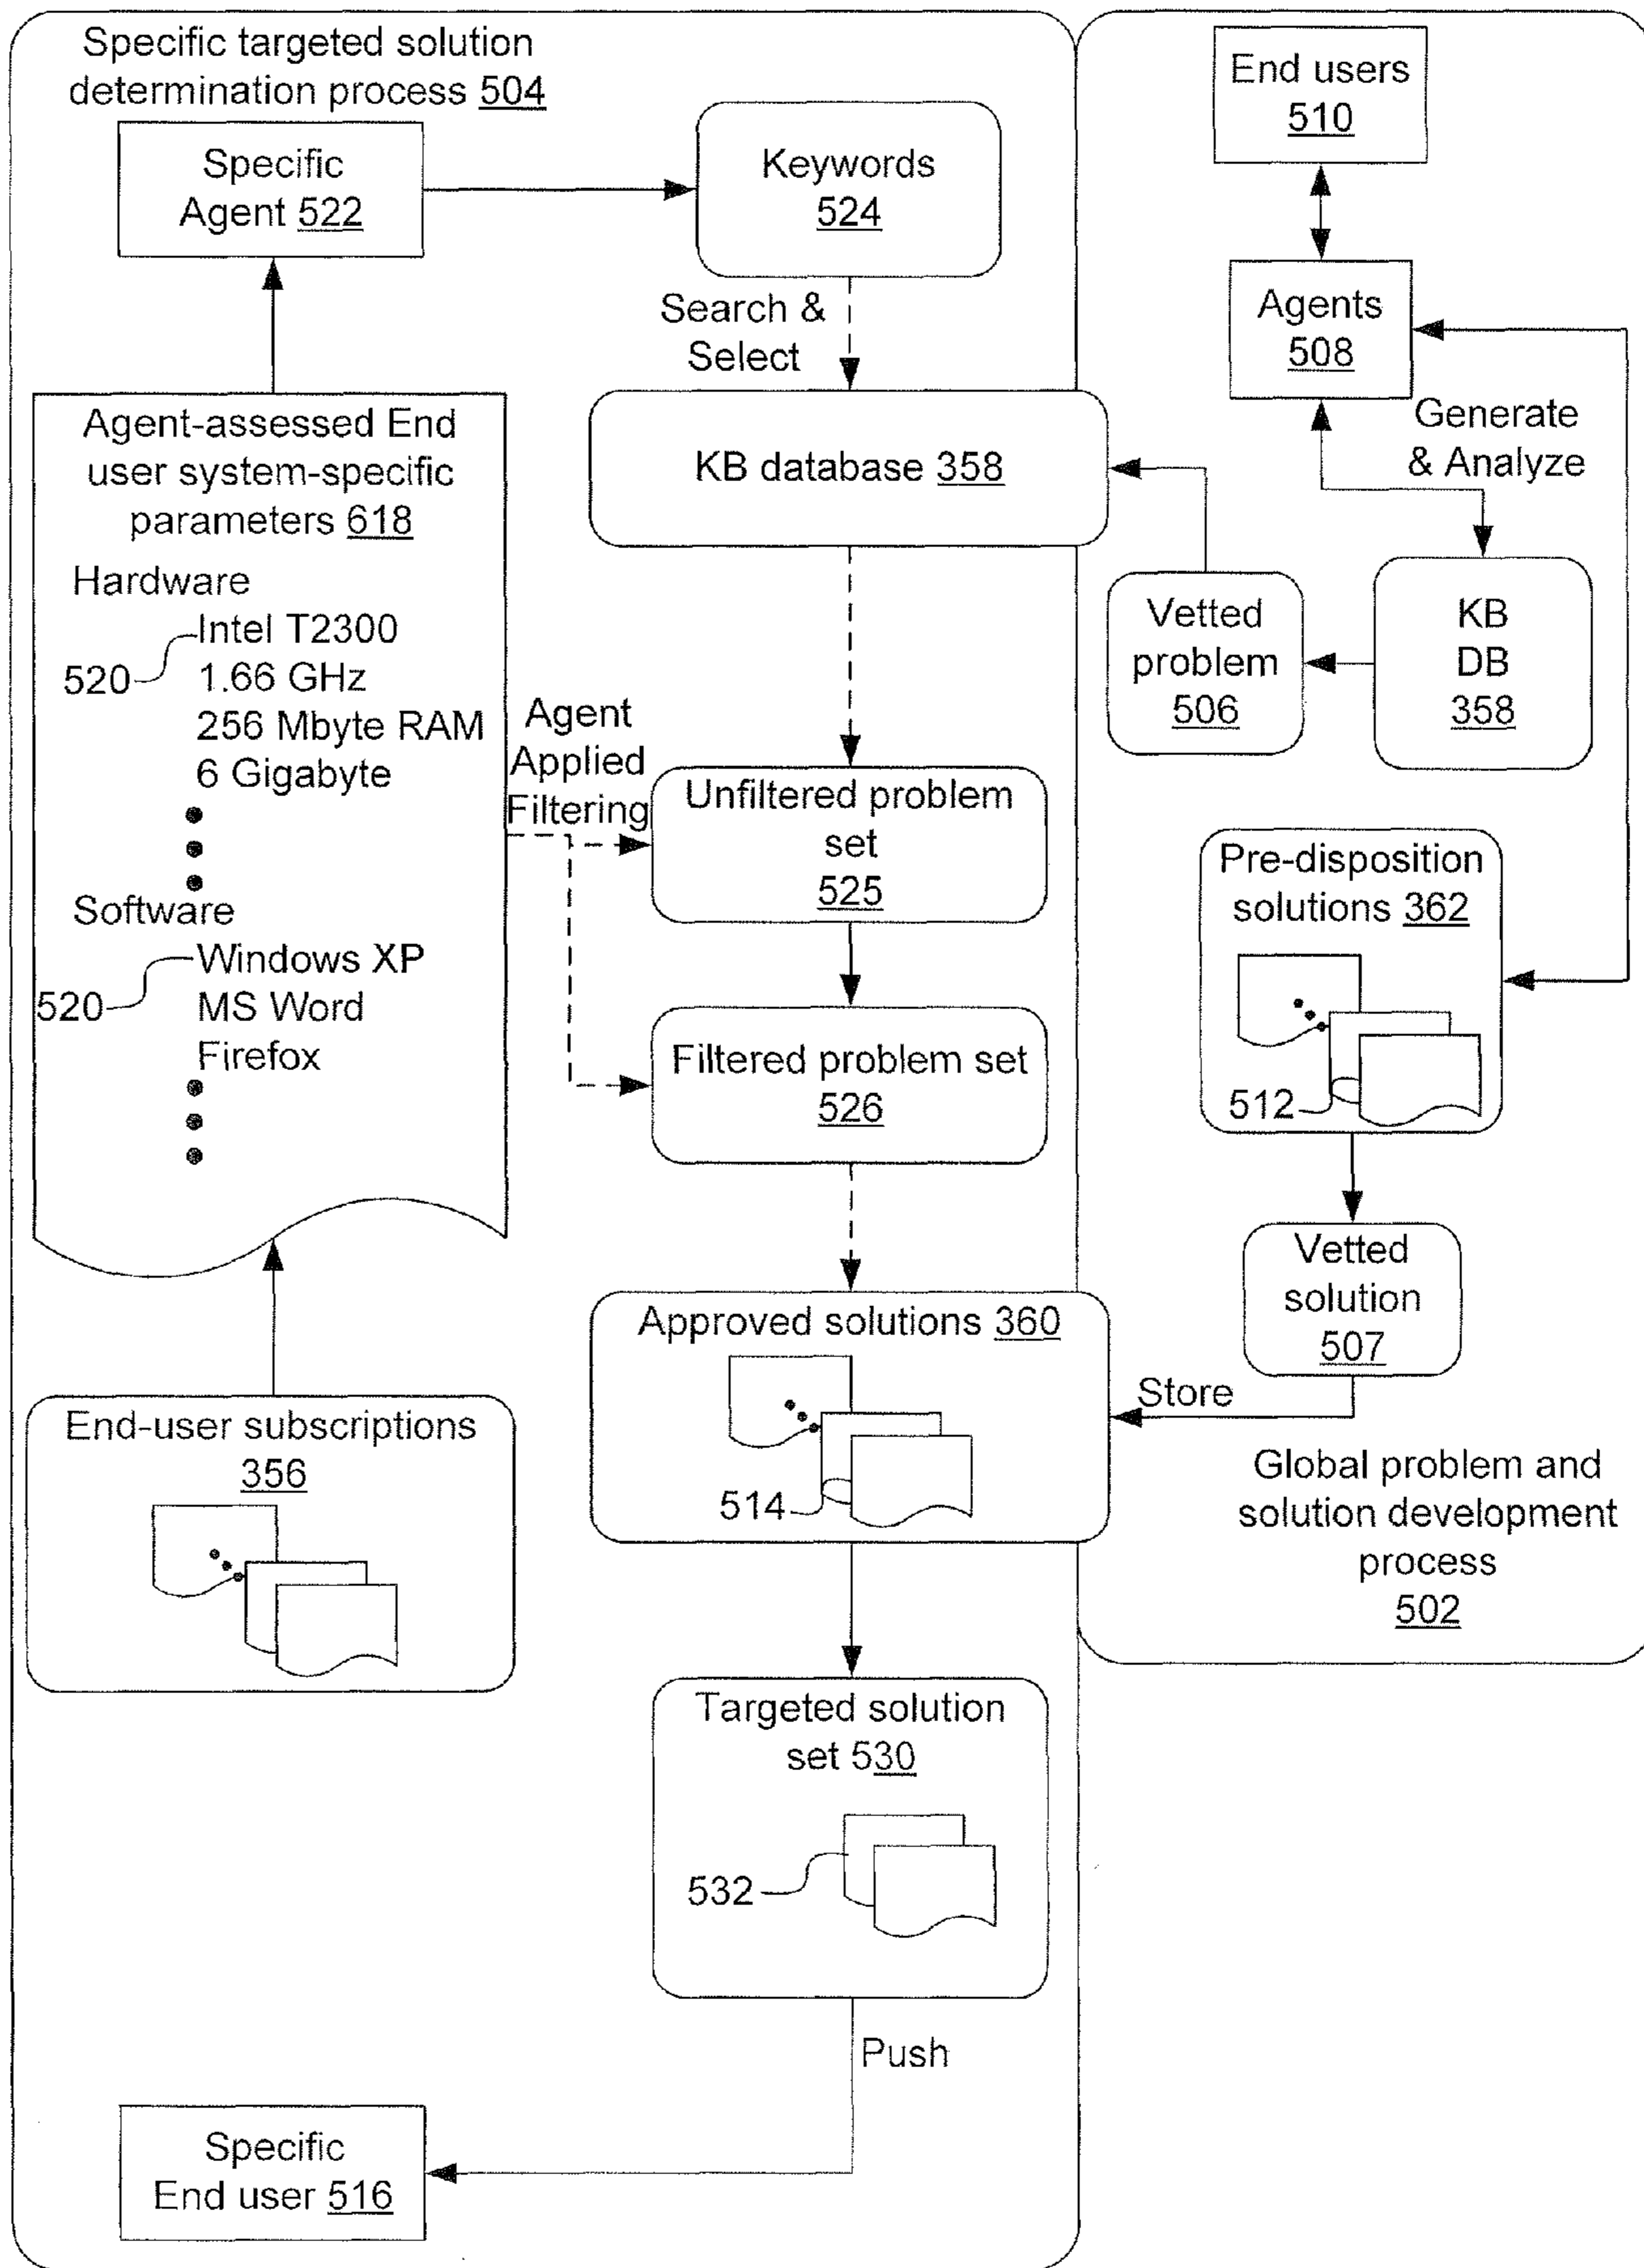 Specific targeted solution
determination process 504
Specific
Agent 522
Keywords
524
Search &
Select
KB database 358
Agent-assessed End
user system-specific
parameters 618
Hardware
Intel T2300
520
1.66 GHz
256 Mbyte RAM
6 Gigabyte
Software
Windows XP
520
MS Word
Firefox
Agent
Applied
Filtering
Unfiltered problem
set
525
Filtered problem set
526
Approved solutions 360
514
End-user subscriptions
356
Targeted solution
set 530
532
Push
Specific
End user 516
End users
510
Agents
508
Generate
& Analyze
Vetted
problem
506
KB
DB
358
Pre-disposition
solutions 362
512
Vetted
solution
507
Store
Global problem and
solution development
process
502